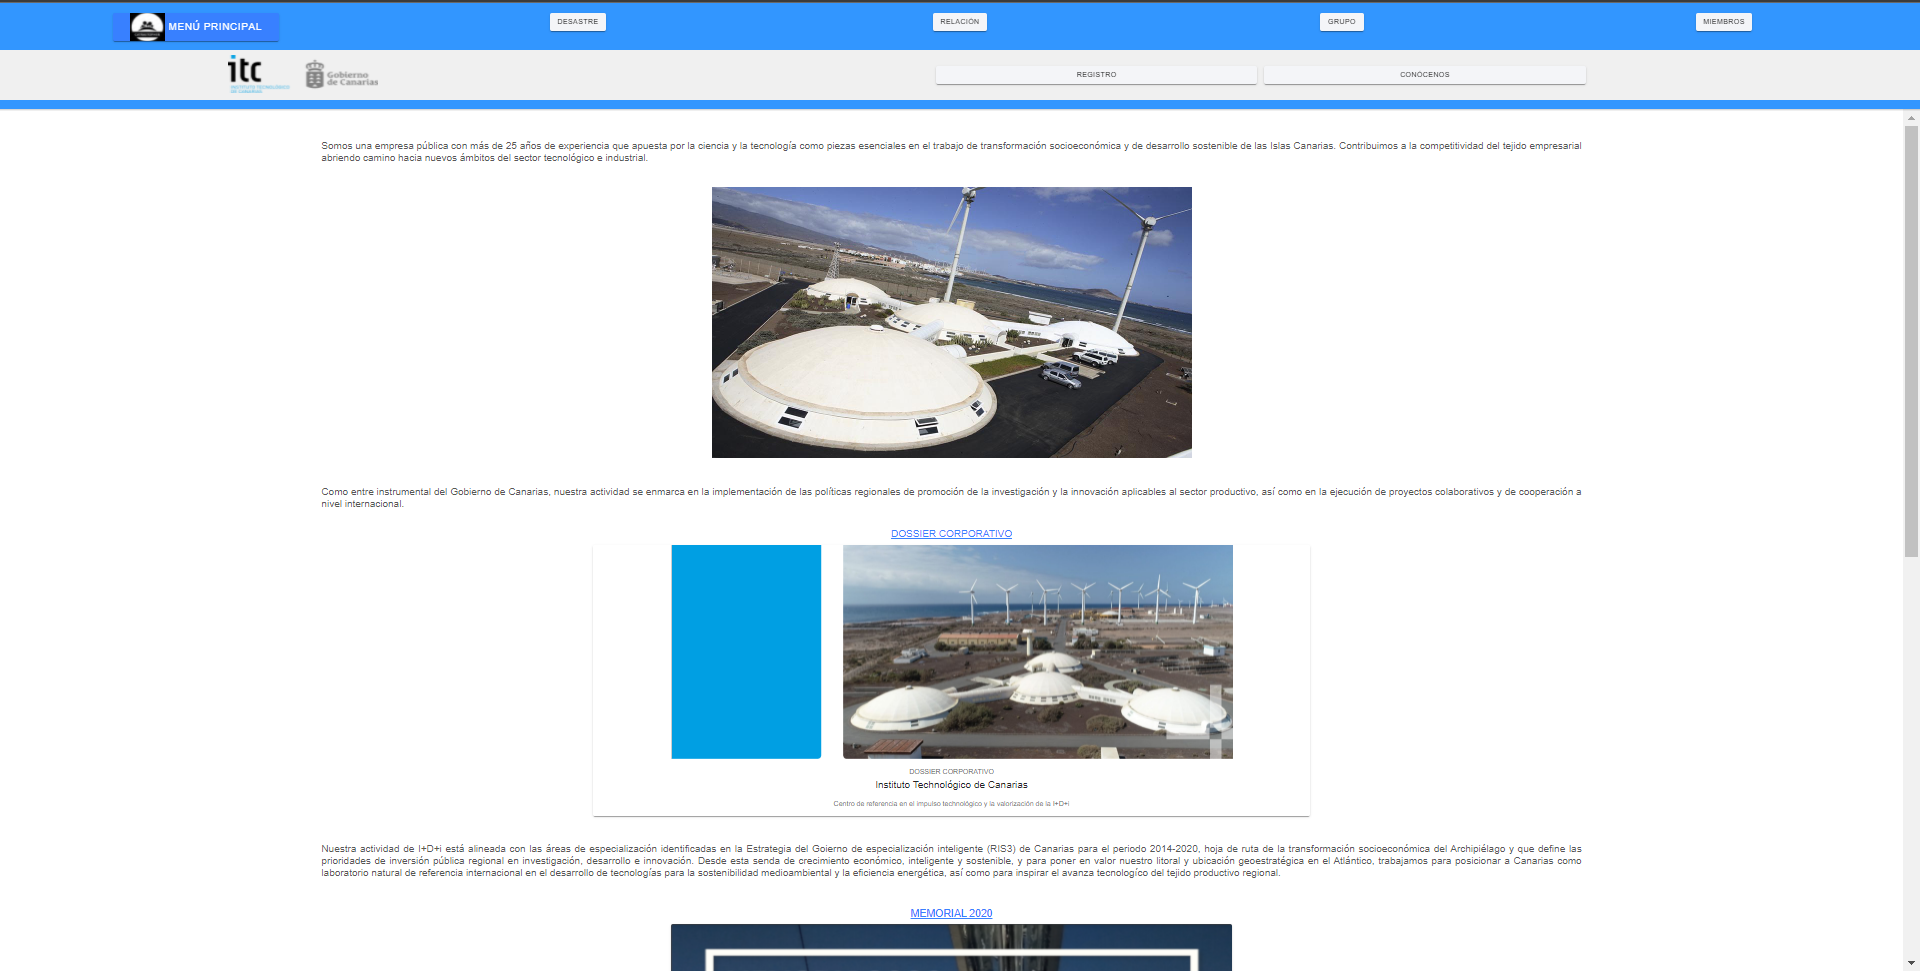 MENÚ PRINCIPAL
DESASTRE
RELACIÓN
GRUPO
MIEMBROS
itc
INSTITUTO TECNOLÓGICO
DE CANARIAS
Gobierno
de Canarias
REGISTRO
CONÓCENOS
Somos una empresa pública con más de 25 años de experiencia que apuesta por la ciencia y la tecnología como piezas esenciales en el trabajo de transformación socioeconómica y de desarrollo sostenible de las Islas Canarias. Contribuimos a la competitividad del tejido empresarial
abriendo camino hacia nuevos ámbitos del sector tecnológico e industrial.
Como entre instrumental del Gobierno de Canarias, nuestra actividad se enmarca en la implementación de las políticas regionales de promoción de la investigación y la innovación aplicables al sector productivo, así como en la ejecución de proyectos colaborativos y de cooperación a
nivel internacional.
DOSSIER CORPORATIVO
DOSSIER CORPORATIVO
Instituto Technológico de Canarias
Centro de referencia en el impulso technológico y la valorización de la I+D+i
Nuestra actividad de I+D+i está alineada con las áreas de especialización identificadas en la Estrategia del Goierno de especialización inteligente (RIS3) de Canarias para el periodo 2014-2020, hoja de ruta de la transformación socioeconómica del Archipiélago y que define las
prioridades de inversión pública regional en investigación, desarrollo e innovación. Desde esta senda de crecimiento económico, inteligente y sostenible, y para poner en valor nuestro litoral y ubicación geoestratégica en el Atlántico, trabajamos para posicionar a Canarias como
laboratorio natural de referencia internacional en el desarrollo de tecnologías para la sostenibilidad medioambiental y la eficiencia energética, así como para inspirar el avanza tecnologíco del tejido productivo regional.
MEMORIAL 2020